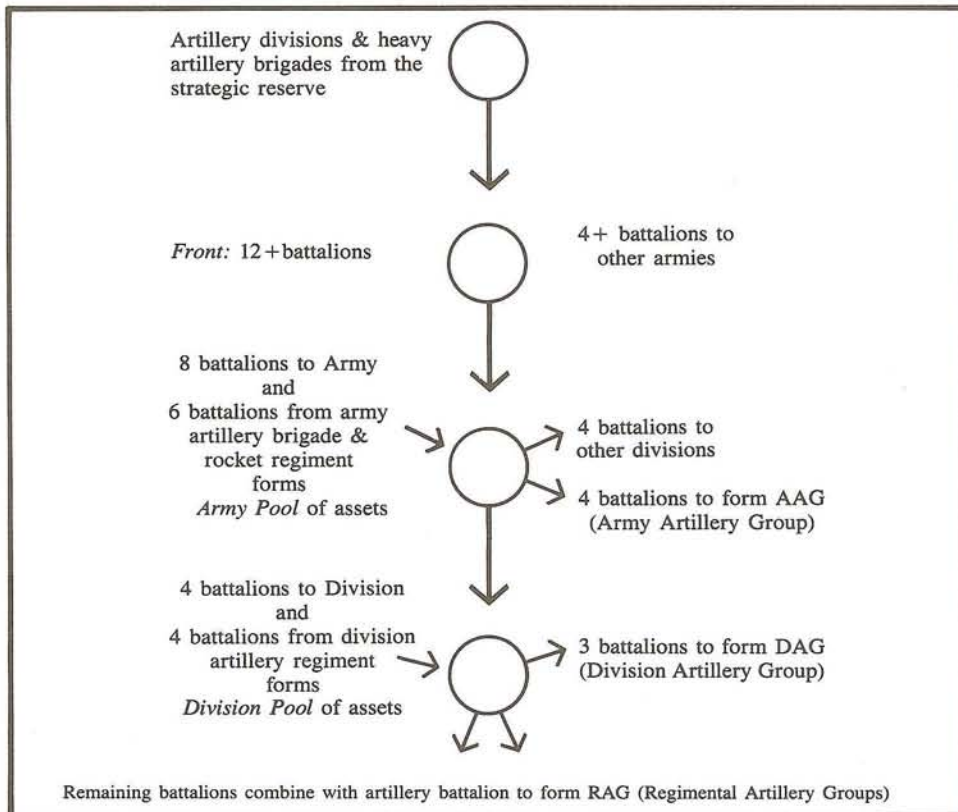 Artillery divisions & heavy
artillery brigades from the
strategic reserve
Front: 12+battalions
4+ battalions to
other armies
8 battalions to Army
and
6 battalions from army
artillery brigade &
rocket regiment
forms
Army Pool of assets
4 battalions to
other divisions
4 battalions to form AAG
(Army Artillery Group)
4 battalions to Division
and
4 battalions from division
artillery regiment
forms
Division Pool of assets
3 battalions to form DAG
(Division Artillery Group)
Remaining battalions combine with artillery battalion to form RAG (Regimental Artillery Groups)